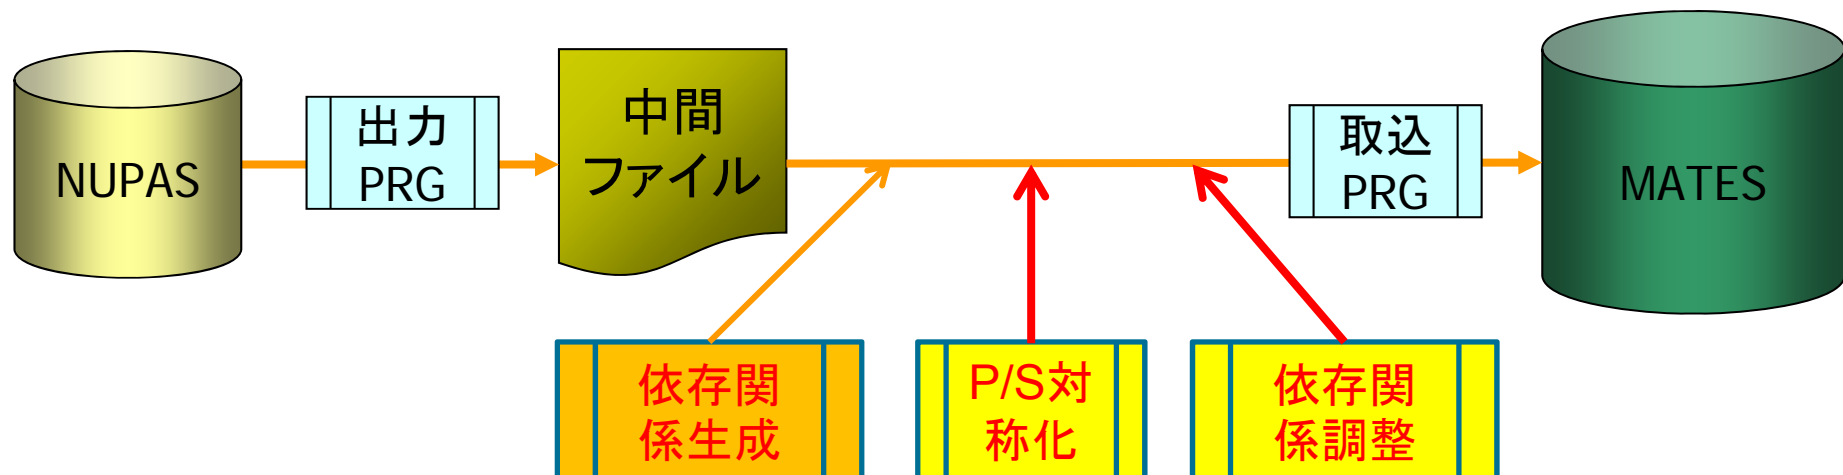 NUPAS
出力
PRG
中間
ファイル
取込
PRG
MATES
依存関
係生成
P/S対
称化
依存関
係調整